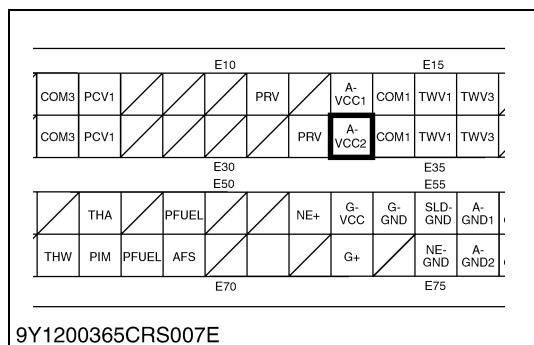 E10 E15
COM3 PCV1 PRV A-VCC1 COM1 TWV1 TWV3
COM3 PCV1 PRV A-VCC2 COM1 TWV1 TWV3
E30 E35
E50 E55
THA PFUEL NE+ G-VCC G-GND SLD-GND A-GND1
THW PIM PFUEL AFS G+ NE-GND A-GND2
E70 E75
9Y1200365CRS007E